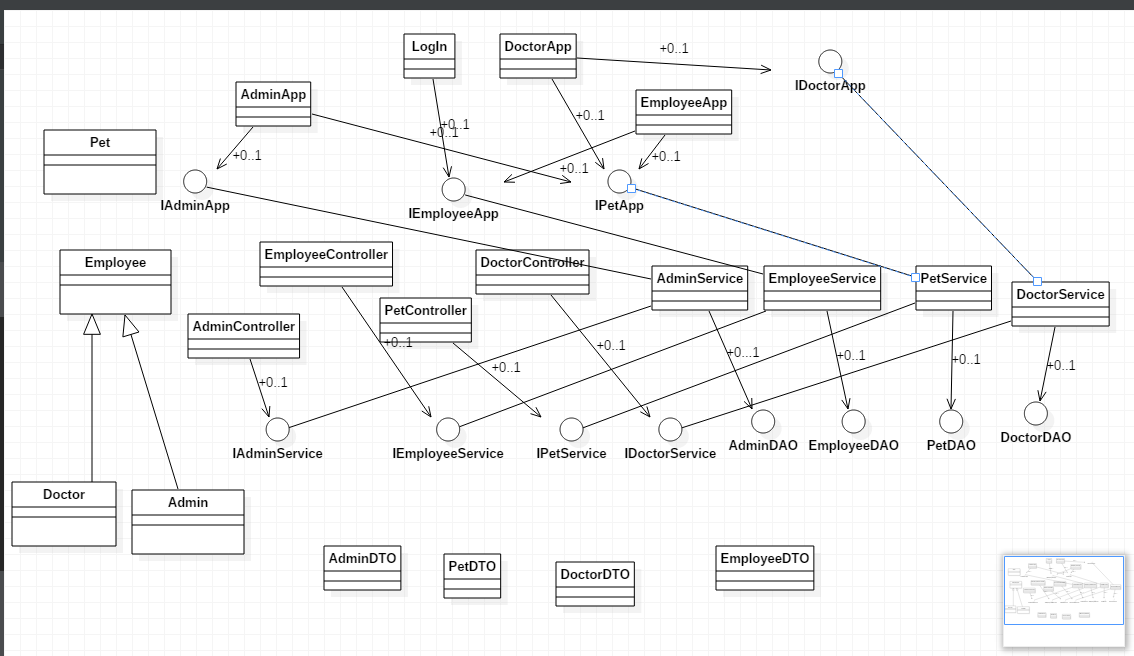 LogIn
DoctorApp
+0..1
IDoctorApp
AdminApp
EmployeeApp
+0..1
+0..1
+0..1
Pet
+0..1
+0..1
+0..1
IAdminApp
IEmployeeApp
IPetApp
Employee
EmployeeController
DoctorController
AdminService
EmployeeService
PetService
DoctorService
PetController
AdminController
+0..1
+0..1
+0...1
+0..1
+0..1
+0..1
+0..1
+0..1
IAdminService
IEmployeeService
IPetService
IDoctorService
AdminDAO
EmployeeDAO
PetDAO
DoctorDAO
Doctor
Admin
AdminDTO
PetDTO
DoctorDTO
EmployeeDTO